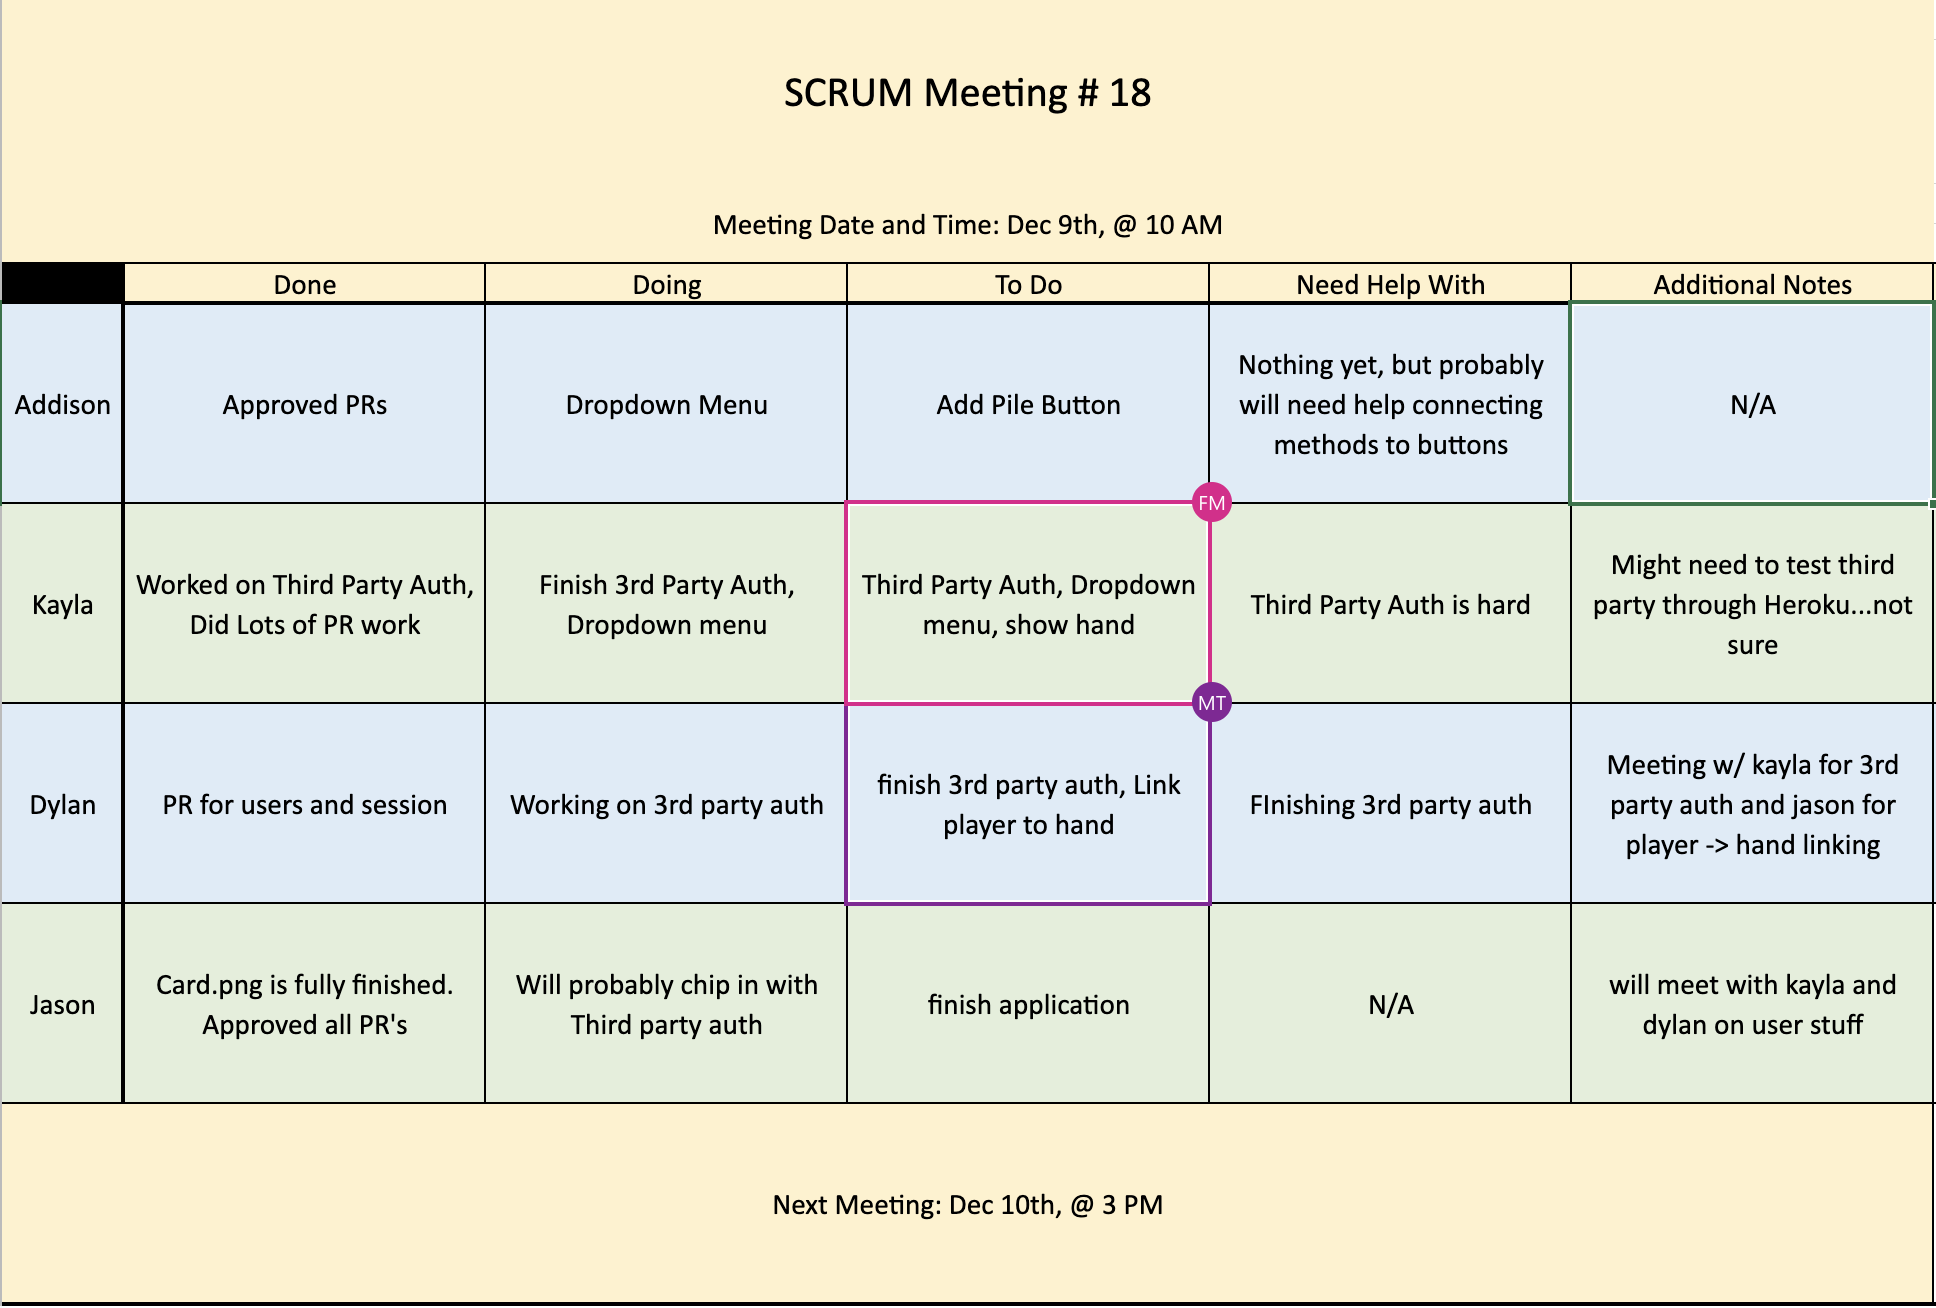 SCRUM Meeting # 18
Meeting Date and Time: Dec 9th, @ 10 AM
Done
Doing
To Do
Need Help With
Additional Notes
Addison
Approved PRs
Dropdown Menu
Add Pile Button
Nothing yet, but probably
will need help connecting
methods to buttons
N/A
FM
Kayla
Worked on Third Party Auth,
Did Lots of PR work
Finish 3rd Party Auth,
Dropdown menu
Third Party Auth, Dropdown
menu, show hand
Third Party Auth is hard
Might need to test third
party through Heroku...not
sure
MT
Dylan
PR for users and session
Working on 3rd party auth
finish 3rd party auth, Link
player to hand
FInishing 3rd party auth
Meeting w/ kayla for 3rd
party auth and jason for
player -> hand linking
Jason
Card.png is fully finished.
Approved all PR's
Will probably chip in with
Third party auth
finish application
N/A
will meet with kayla and
dylan on user stuff
Next Meeting: Dec 10th, @ 3 PM